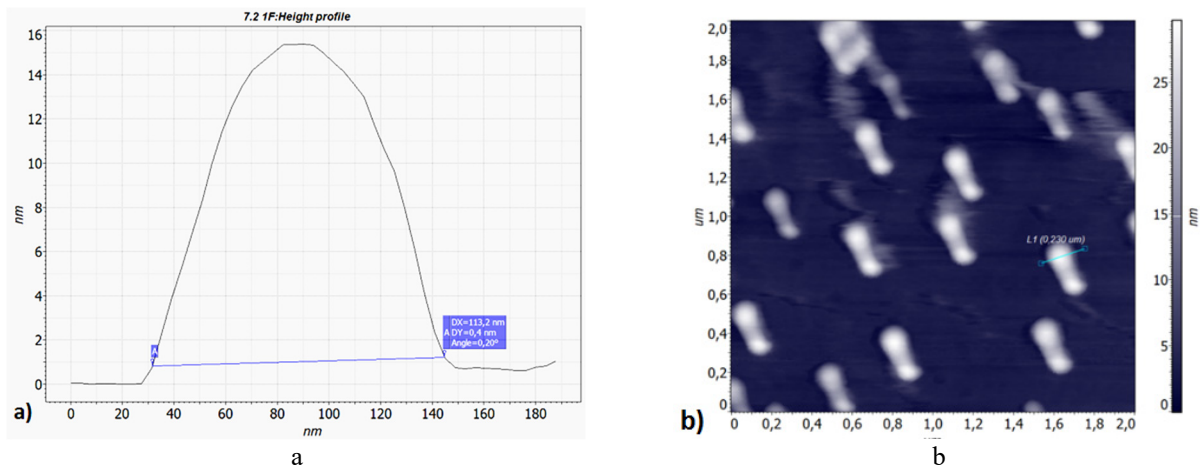 7.2 1F:Height profile
16
14
12
10
8
6
4
2
0
nm
0 20 40 60 80 100 120 140 160 180
nm
A
DX=113,2 nm
A DY=0,4 nm
Angle=0,20°
a)
a
2,0
1,8
1,6
1,4
1,2
1,0
0,8
0,6
0,4
0,2
0
um
0 0,2 0,4 0,6 0,8 1,0 1,2 1,4 1,6 1,8 2,0
L1 (0,230 um)
25
20
15
10
5
0
nm
b)
b